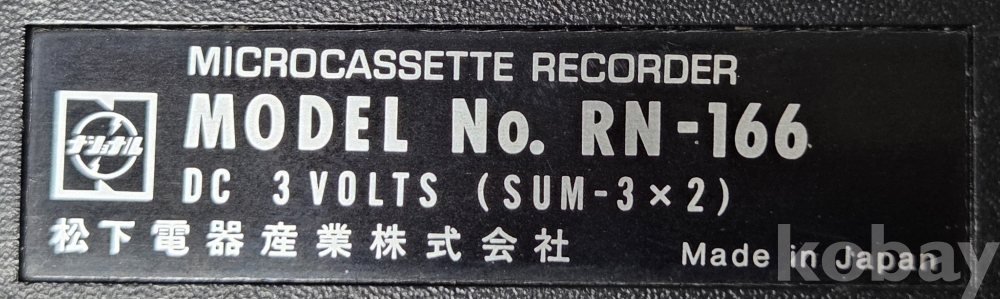 MICROCASSETTE RECORDER
ナショナル
MODEL No. RN-166
DC 3 VOLTS (SUM-3×2)
松下電器産業株式会社
Made in Japan
kobay